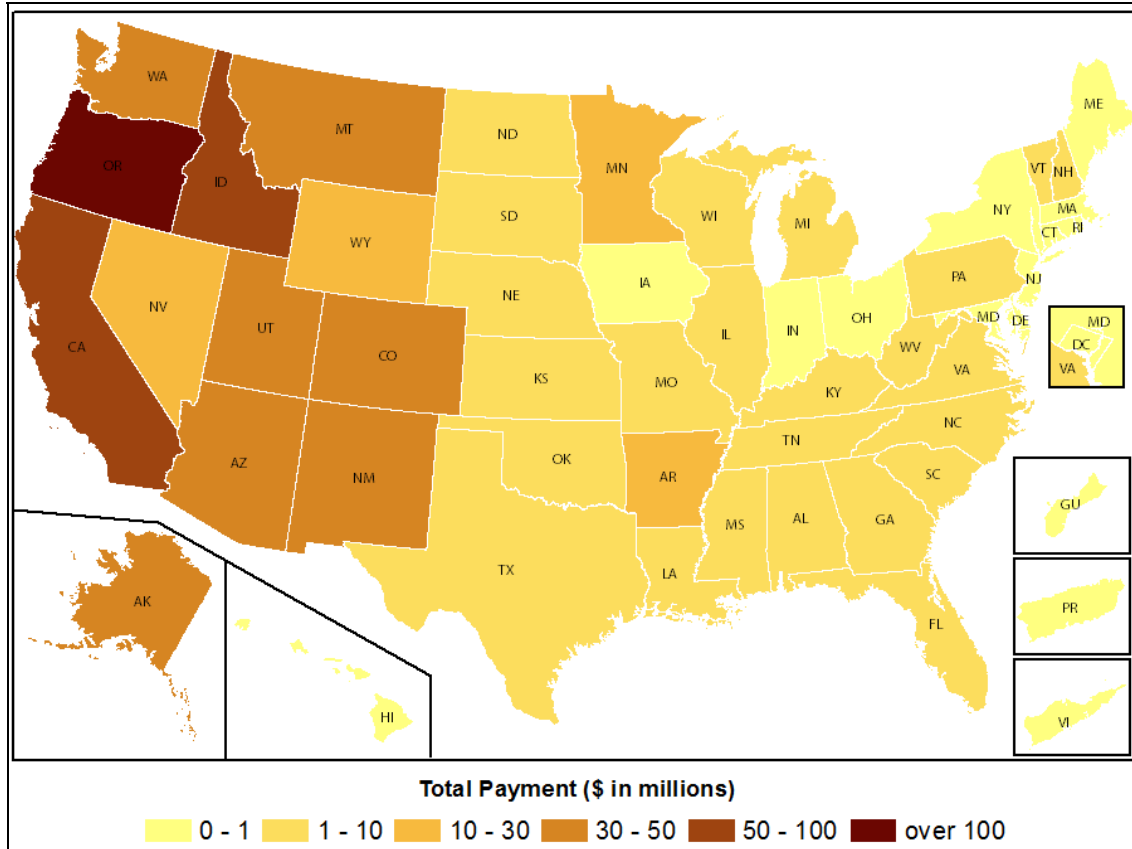 WA
MT
ND
MN
ME
OR
ID
SD
WI
MI
VT
NH
NY
MA
CT
RI
WY
IA
NE
PA
NJ
NV
UT
CO
IL
IN
OH
MD
DE
CA
KS
MO
KY
WV
VA
MD
DC
VA
AZ
NM
OK
AR
TN
NC
SC
TX
LA
MS
AL
GA
FL
AK
HI
GU
PR
VI
Total Payment ($ in millions)
0 - 1 1 - 10 10 - 30 30 - 50 50 - 100 over 100